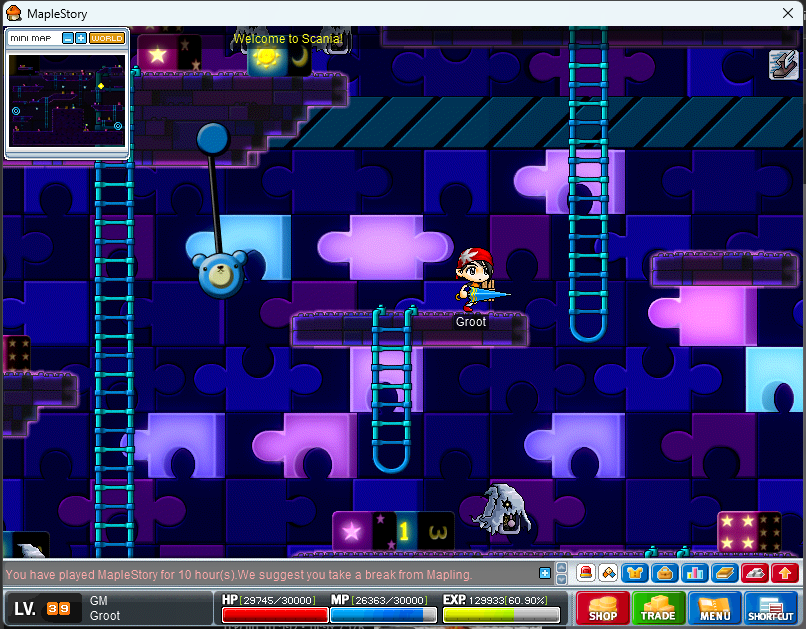 MapleStory
MINI MAP
WORLD
Welcome to Scania!
Groot
1
You have played MapleStory for 10 hour(s).We suggest you take a break from Mapling.
LV. 39
GM
Groot
HP[29745/30000]
MP[26363/30000]
EXP 129933[60.90%]
SHOP
TRADE
MENU
SHORTCUT